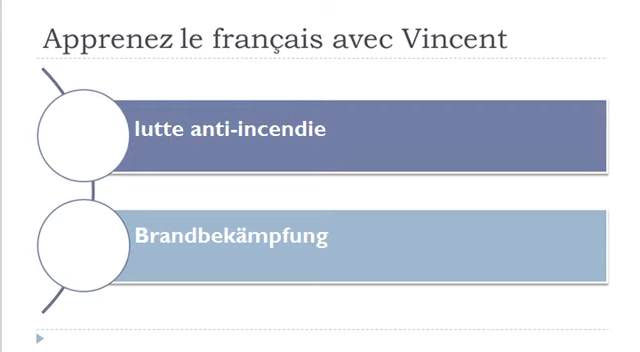 Apprenez le français avec Vincent
lutte anti-incendie
Brandbekämpfung